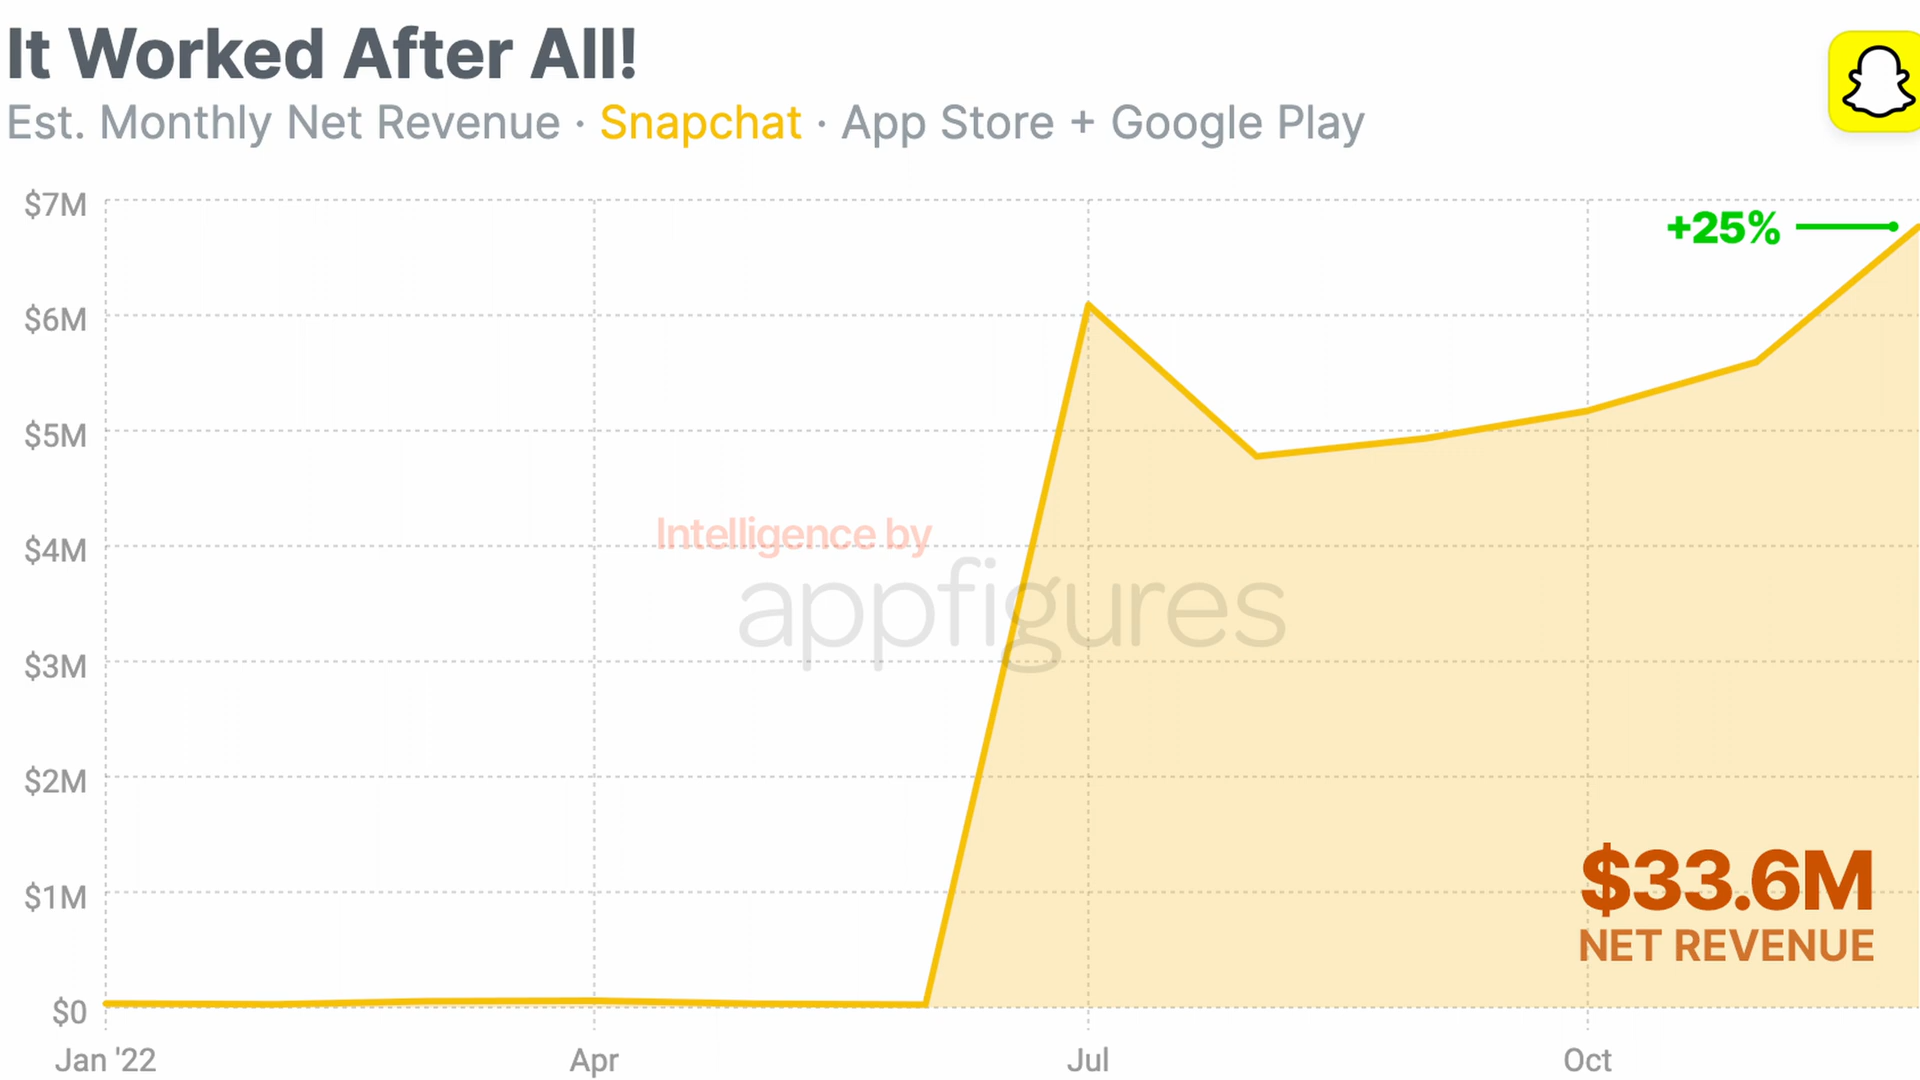 It Worked After All!
Est. Monthly Net Revenue · Snapchat · App Store + Google Play
$7M
+25%
$6M
$5M
$4M
Intelligence by
appfigures
$3M
$2M
$1M
$33.6M
NET REVENUE
$0
Jan '22
Apr
Jul
Oct